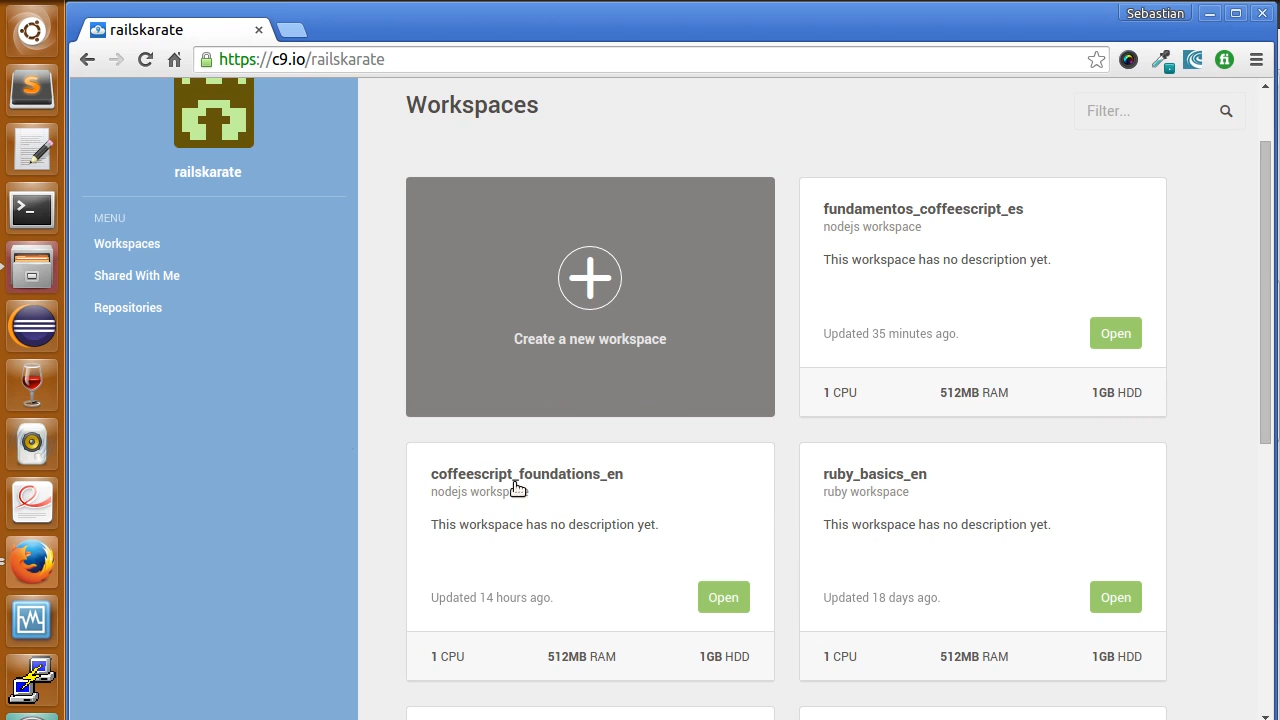 Sebastian
railskarate
https://c9.io/railskarate
Workspaces
Filter...
railskarate
MENU
Workspaces
Shared With Me
Repositories
Create a new workspace
fundamentos_coffeescript_es
nodejs workspace
This workspace has no description yet.
Updated 35 minutes ago.
Open
1 CPU
512MB RAM
1GB HDD
coffeescript_foundations_en
nodejs workspace
This workspace has no description yet.
Updated 14 hours ago.
Open
1 CPU
512MB RAM
1GB HDD
ruby_basics_en
ruby workspace
This workspace has no description yet.
Updated 18 days ago.
Open
1 CPU
512MB RAM
1GB HDD